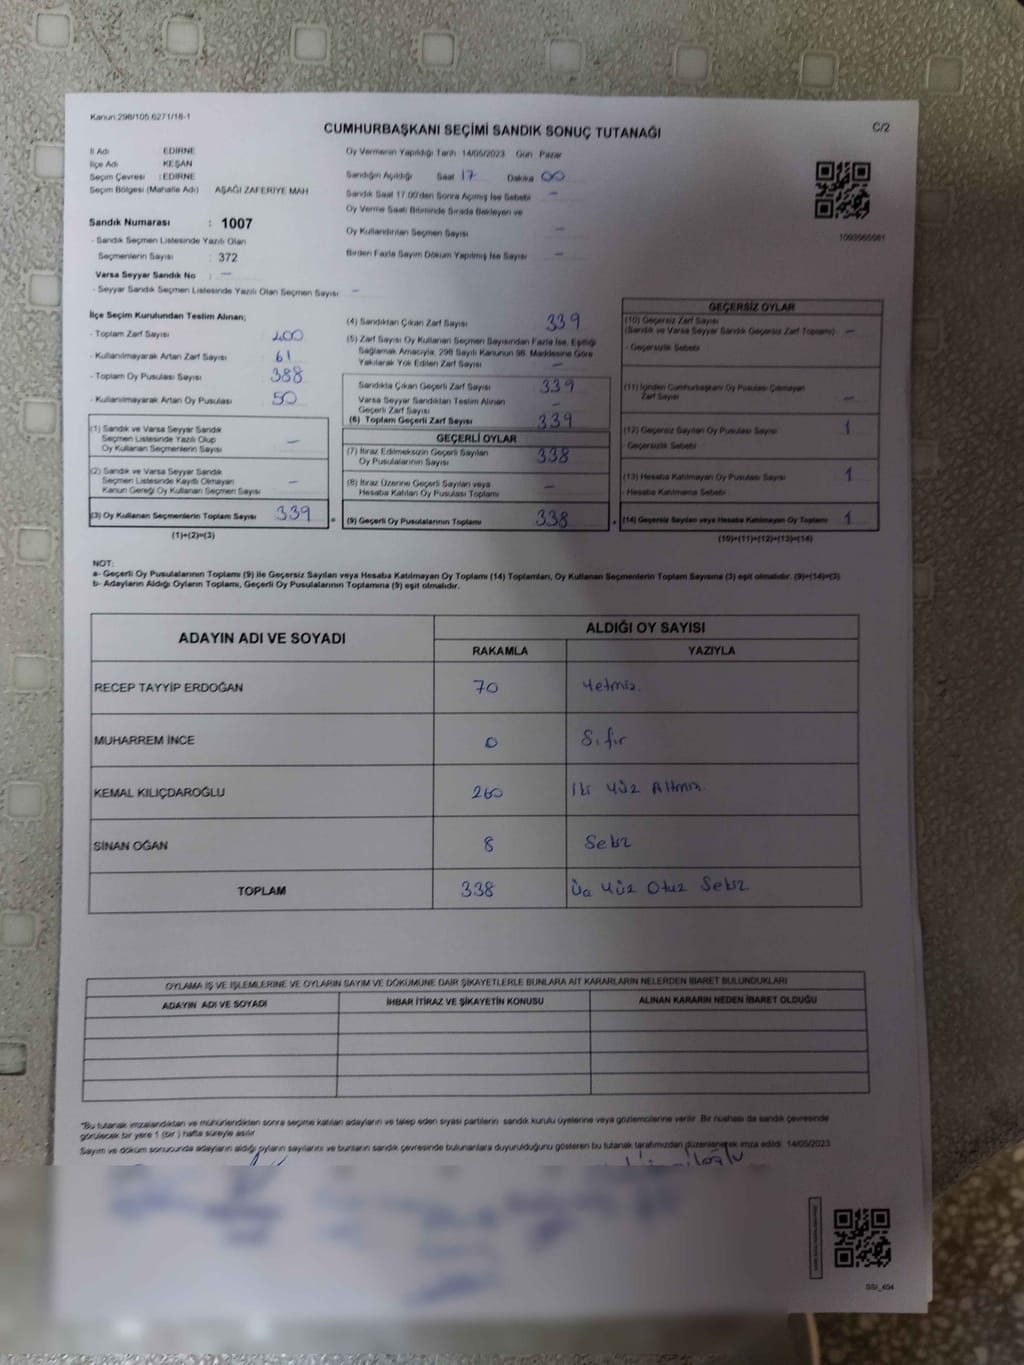 Kanun:298/105.6271/16-1
CUMHURBAŞKANI SEÇİMİ SANDIK SONUÇ TUTANAĞI
C/2
İl Adı EDİRNE
İlçe Adı KEŞAN
Seçim Çevresi : EDİRNE
Seçim Bölgesi (Mahalle Adı) AŞAĞI ZAFERİYE MAH
Oy Vermenin Yapıldığı Tarih 14/05/2023 Gün Pazar
Sandığın Açıldığı Saat 17 Dakika 00
Sandık Saat 17.00'den Sonra Açılmış İse Sebebi –
Oy Verme Saati Bitiminde Sırada Bekleyen ve
Oy Kullandırılan Seçmen Sayısı –
Birden Fazla Sayım Döküm Yapılmış İse Sayısı –
1093565561
Sandık Numarası : 1007
- Sandık Seçmen Listesinde Yazılı Olan
Seçmenlerin Sayısı : 372
Varsa Seyyar Sandık No : –
- Seyyar Sandık Seçmen Listesinde Yazılı Olan Seçmen Sayısı –
İlçe Seçim Kurulundan Teslim Alınan;
- Toplam Zarf Sayısı 400
- Kullanılmayarak Artan Zarf Sayısı : 61
- Toplam Oy Pusulası Sayısı : 388
- Kullanılmayarak Artan Oy Pusulası 50
(1) Sandık ve Varsa Seyyar Sandık
Seçmen Listesinde Yazılı Olup
Oy Kullanan Seçmenlerin Sayısı –
(2) Sandık ve Varsa Seyyar Sandık
Seçmen Listesinde Kayıtlı Olmayan
Kanun Gereği Oy Kullanan Seçmen Sayısı –
(3) Oy Kullanan Seçmenlerin Toplam Sayısı 339
(1)+(2)=(3)
(4) Sandıktan Çıkan Zarf Sayısı 339
(5) Zarf Sayısı Oy Kullanan Seçmen Sayısından Fazla İse, Eşitliği
Sağlamak Amacıyla, 298 Sayılı Kanunun 98. Maddesine Göre
Yakılarak Yok Edilen Zarf Sayısı –
Sandıkta Çıkan Geçerli Zarf Sayısı 339
Varsa Seyyar Sandıktan Teslim Alınan
Geçerli Zarf Sayısı –
(6) Toplam Geçerli Zarf Sayısı 339
GEÇERLİ OYLAR
(7) İtiraz Edilmeksizin Geçerli Sayılan
Oy Pusulalarının Sayısı 338
(8) İtiraz Üzerine Geçerli Sayılan veya
Hesaba Katılan Oy Pusulası Toplamı –
= (9) Geçerli Oy Pusulalarının Toplamı 338
GEÇERSİZ OYLAR
(10) Geçersiz Zarf Sayısı
(Sandık ve Varsa Seyyar Sandık Geçersiz Zarf Toplamı) –
- Geçersizlik Sebebi :
(11) İçinden Cumhurbaşkanı Oy Pusulası Çıkmayan
Zarf Sayısı –
(12) Geçersiz Sayılan Oy Pusulası Sayısı 1
- Geçersizlik Sebebi
(13) Hesaba Katılmayan Oy Pusulası Sayısı 1
- Hesaba Katılmama Sebebi
+ (14) Geçersiz Sayılan veya Hesaba Katılmayan Oy Toplamı 1
(10)+(11)+(12)+(13)=(14)
NOT:
a- Geçerli Oy Pusulalarının Toplamı (9) ile Geçersiz Sayılan veya Hesaba Katılmayan Oy Toplamı (14) Toplamları, Oy Kullanan Seçmenlerin Toplam Sayısına (3) eşit olmalıdır. (9)+(14)=(3)
b- Adayların Aldığı Oyların Toplamı, Geçerli Oy Pusulalarının Toplamına (9) eşit olmalıdır.
ADAYIN ADI VE SOYADI ALDIĞI OY SAYISI
RAKAMLA YAZIYLA
RECEP TAYYİP ERDOĞAN 70 Yetmiş
MUHARREM İNCE 0 Sıfır
KEMAL KILIÇDAROĞLU 260 İki Yüz Altmış
SİNAN OĞAN 8 Sekiz
TOPLAM 338 Üç Yüz Otuz Sekiz
OYLAMA İŞ VE İŞLEMLERİNE VE OYLARIN SAYIM VE DÖKÜMÜNE DAİR ŞİKAYETLERLE BUNLARA AİT KARARLARIN NELERDEN İBARET BULUNDUKLARI
ADAYIN ADI VE SOYADI İHBAR İTİRAZ VE ŞİKAYETİN KONUSU ALINAN KARARIN NEDEN İBARET OLDUĞU
"Bu tutanak imzalandıktan ve mühürlendikten sonra seçime katılan adayların ve talep eden siyasi partilerin sandık kurulu üyelerine veya gözlemcilerine verilir. Bir nüshası da sandık çevresinde
görülecek bir yere 1 (bir ) hafta süreyle asılır.
Sayım ve döküm sonucunda adayların aldığı oyların sayılarını ve bunların sandık çevresinde bulunanlara duyurulduğunu gösteren bu tutanak tarafımızdan düzenlenerek imza edildi. 14/05/2023
SSI_404